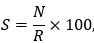 S = N/R × 100,